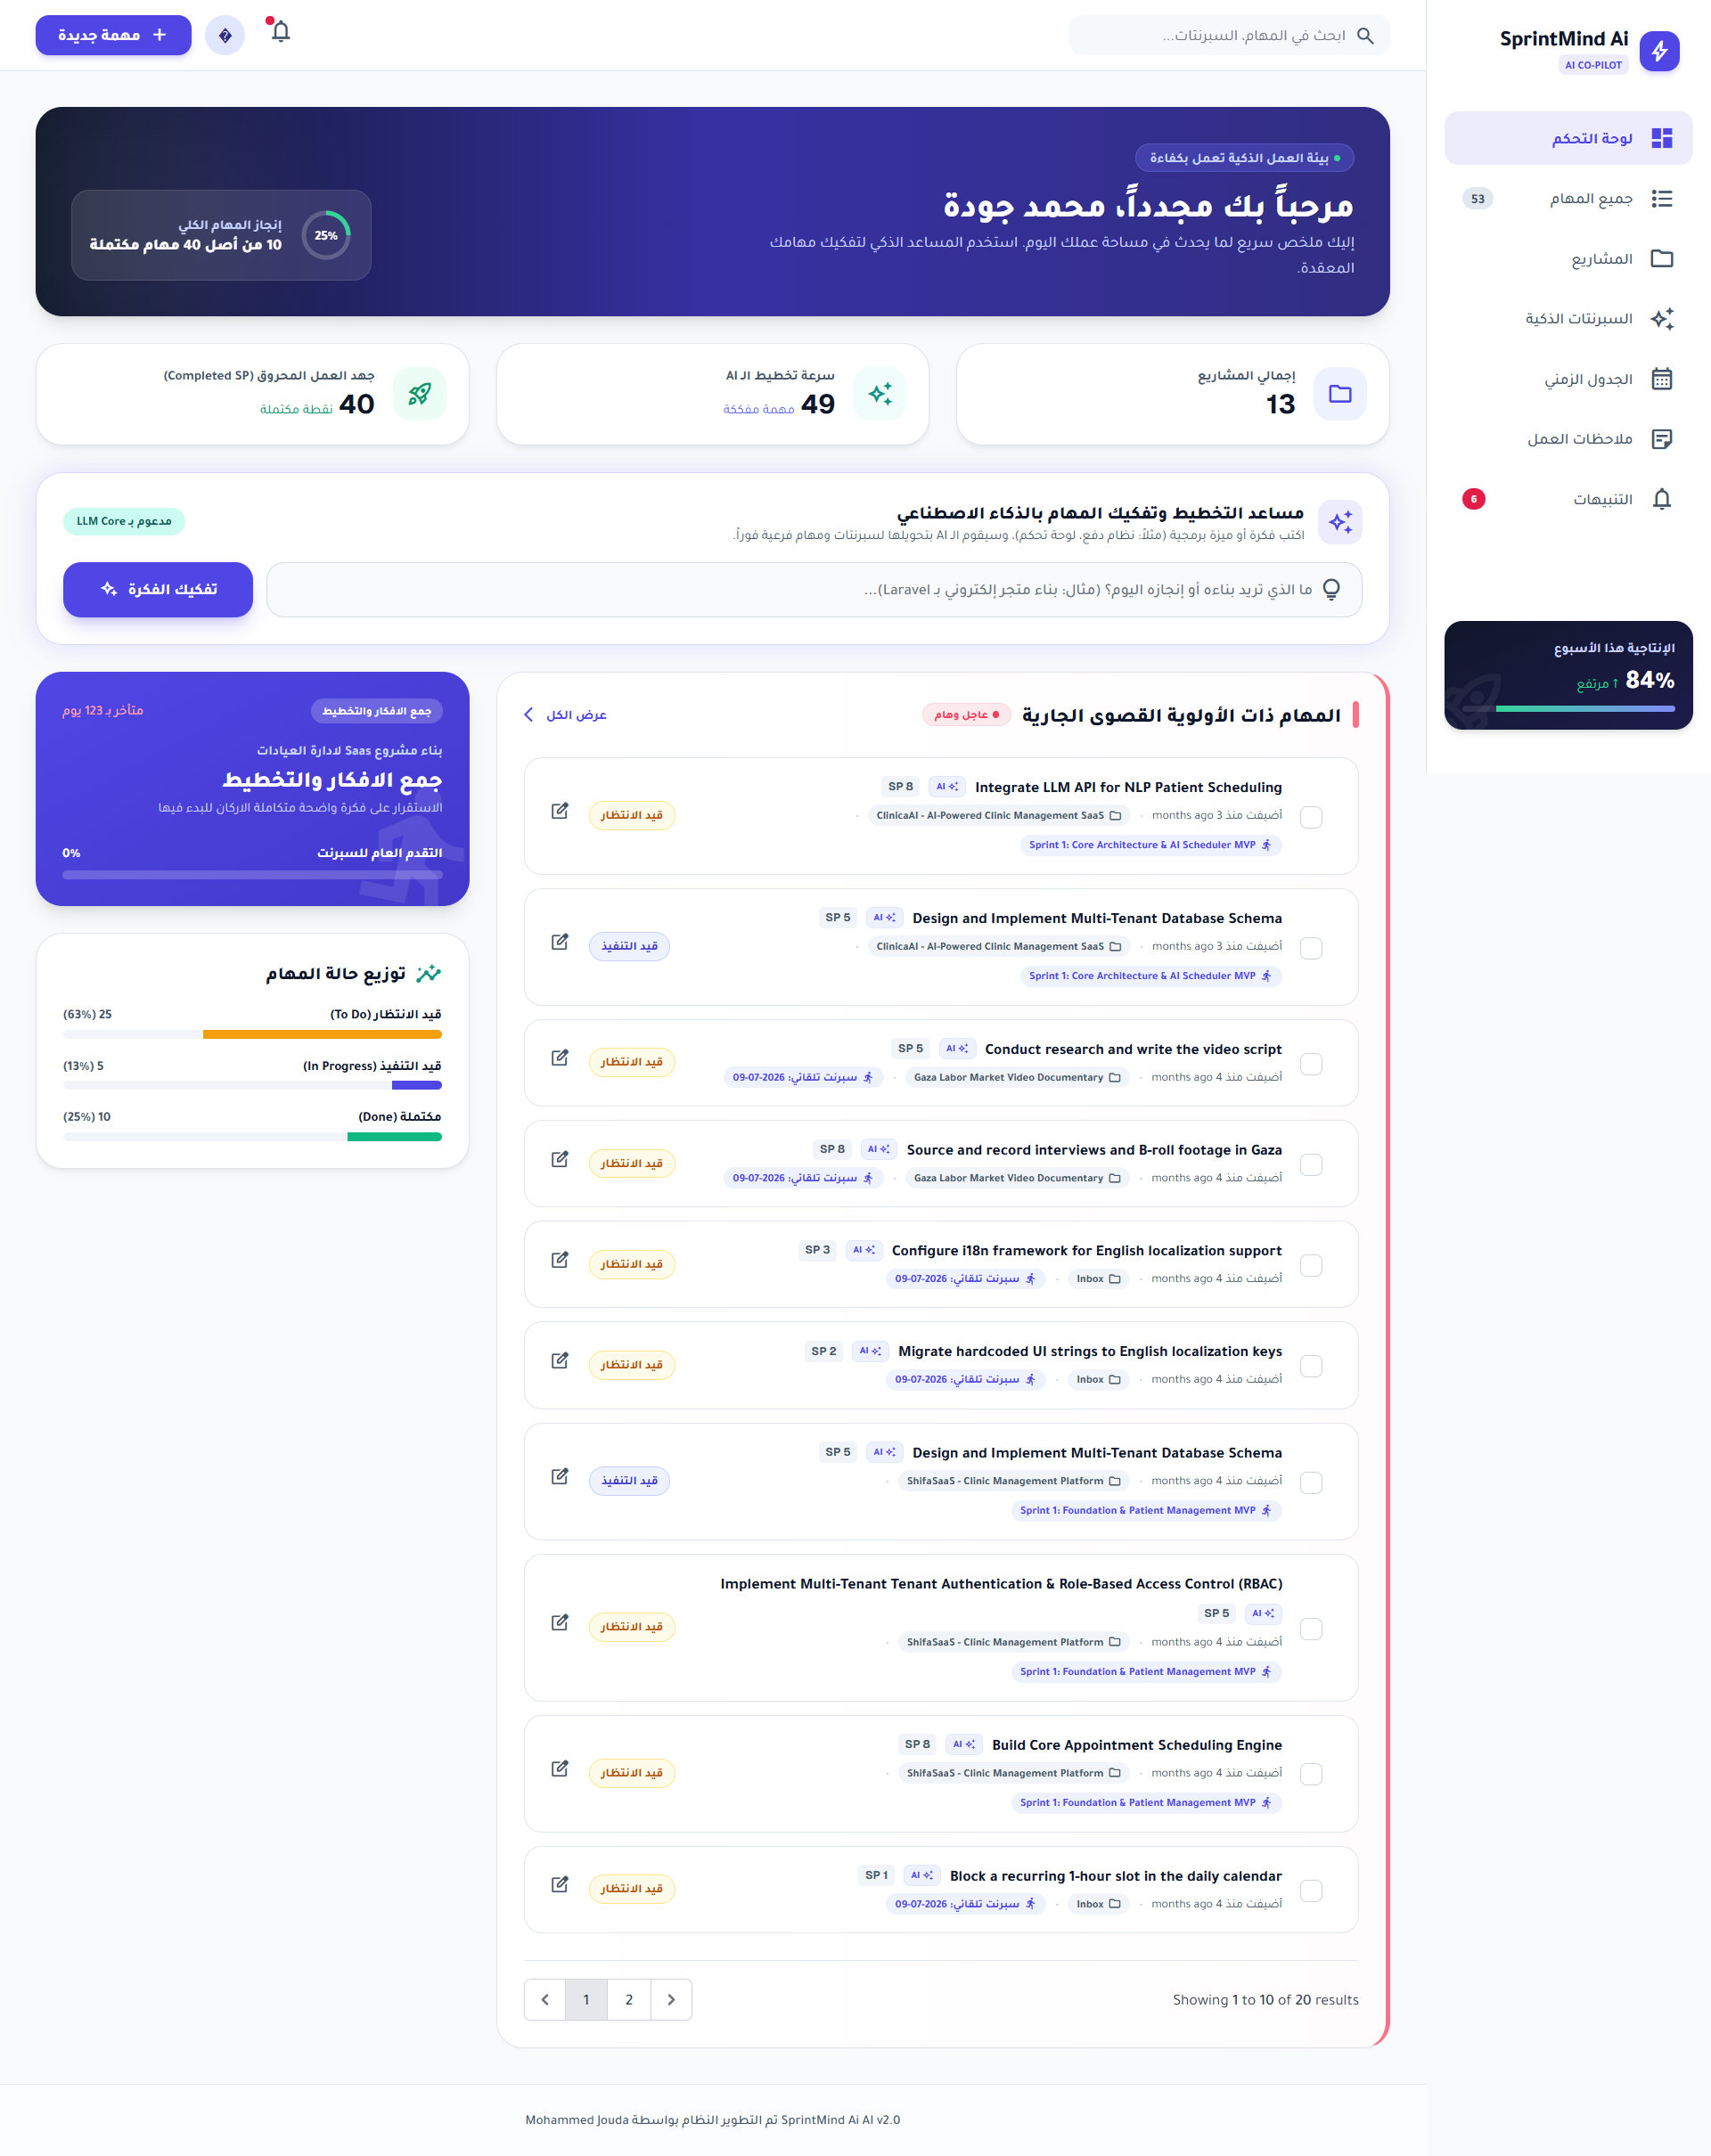 SprintMind Ai
AI CO-PILOT
لوحة التحكم
جميع المهام 53
المشاريع
السبرنتات الذكية
الجدول الزمني
ملاحظات العمل
التنبيهات 6
الإنتاجية هذا الأسبوع
84% ↑ مرتفع
ابحث في المهام، السبرنتات...
مهمة جديدة
بيئة العمل الذكية تعمل بكفاءة
مرحباً بك مجدداً، محمد جودة
إليك ملخص سريع لما يحدث في مساحة عملك اليوم. استخدم المساعد الذكي لتفكيك مهامك
المعقدة.
25%
إنجاز المهام الكلي
10 من أصل 40 مهام مكتملة
إجمالي المشاريع
13
سرعة تخطيط الـ AI
49 مهمة مفككة
جهد العمل المحروق (Completed SP)
40 نقطة مكتملة
مساعد التخطيط وتفكيك المهام بالذكاء الاصطناعي
اكتب فكرة أو ميزة برمجية (مثلاً: نظام دفع، لوحة تحكم)، وسيقوم الـ AI بتحويلها لسبرنتات ومهام فرعية فوراً.
مدعوم بـ LLM Core
ما الذي تريد بناءه أو إنجازه اليوم؟ (مثال: بناء متجر إلكتروني بـ Laravel)...
تفكيك الفكرة
المهام ذات الأولوية القصوى الجارية
عاجل وهام
عرض الكل
Integrate LLM API for NLP Patient Scheduling AI SP 8
أضيفت منذ 3 months ago · ClinicaAI - AI-Powered Clinic Management SaaS ·
Sprint 1: Core Architecture & AI Scheduler MVP
قيد الانتظار
Design and Implement Multi-Tenant Database Schema AI SP 5
أضيفت منذ 3 months ago · ClinicaAI - AI-Powered Clinic Management SaaS ·
Sprint 1: Core Architecture & AI Scheduler MVP
قيد التنفيذ
Conduct research and write the video script AI SP 5
أضيفت منذ 4 months ago · Gaza Labor Market Video Documentary · سبرنت تلقائي: 2026-07-09
قيد الانتظار
Source and record interviews and B-roll footage in Gaza AI SP 8
أضيفت منذ 4 months ago · Gaza Labor Market Video Documentary · سبرنت تلقائي: 2026-07-09
قيد الانتظار
Configure i18n framework for English localization support AI SP 3
أضيفت منذ 4 months ago · Inbox · سبرنت تلقائي: 2026-07-09
قيد الانتظار
Migrate hardcoded UI strings to English localization keys AI SP 2
أضيفت منذ 4 months ago · Inbox · سبرنت تلقائي: 2026-07-09
قيد الانتظار
Design and Implement Multi-Tenant Database Schema AI SP 5
أضيفت منذ 4 months ago · ShifaSaaS - Clinic Management Platform ·
Sprint 1: Foundation & Patient Management MVP
قيد التنفيذ
Implement Multi-Tenant Tenant Authentication & Role-Based Access Control (RBAC)
AI SP 5
أضيفت منذ 4 months ago · ShifaSaaS - Clinic Management Platform ·
Sprint 1: Foundation & Patient Management MVP
قيد الانتظار
Build Core Appointment Scheduling Engine AI SP 8
أضيفت منذ 4 months ago · ShifaSaaS - Clinic Management Platform ·
Sprint 1: Foundation & Patient Management MVP
قيد الانتظار
Block a recurring 1-hour slot in the daily calendar AI SP 1
أضيفت منذ 4 months ago · Inbox · سبرنت تلقائي: 2026-07-09
قيد الانتظار
Showing 1 to 10 of 20 results
1 2
جمع الافكار والتخطيط
متأخر بـ 123 يوم
بناء مشروع Saas لادارة العيادات
جمع الافكار والتخطيط
الاستقرار على فكرة واضحة متكاملة الاركان للبدء فيها
التقدم العام للسبرنت 0%
توزيع حالة المهام
قيد الانتظار (To Do) 25 (63%)
قيد التنفيذ (In Progress) 5 (13%)
مكتملة (Done) 10 (25%)
SprintMind Ai AI v2.0 تم التطوير النظام بواسطة Mohammed Jouda